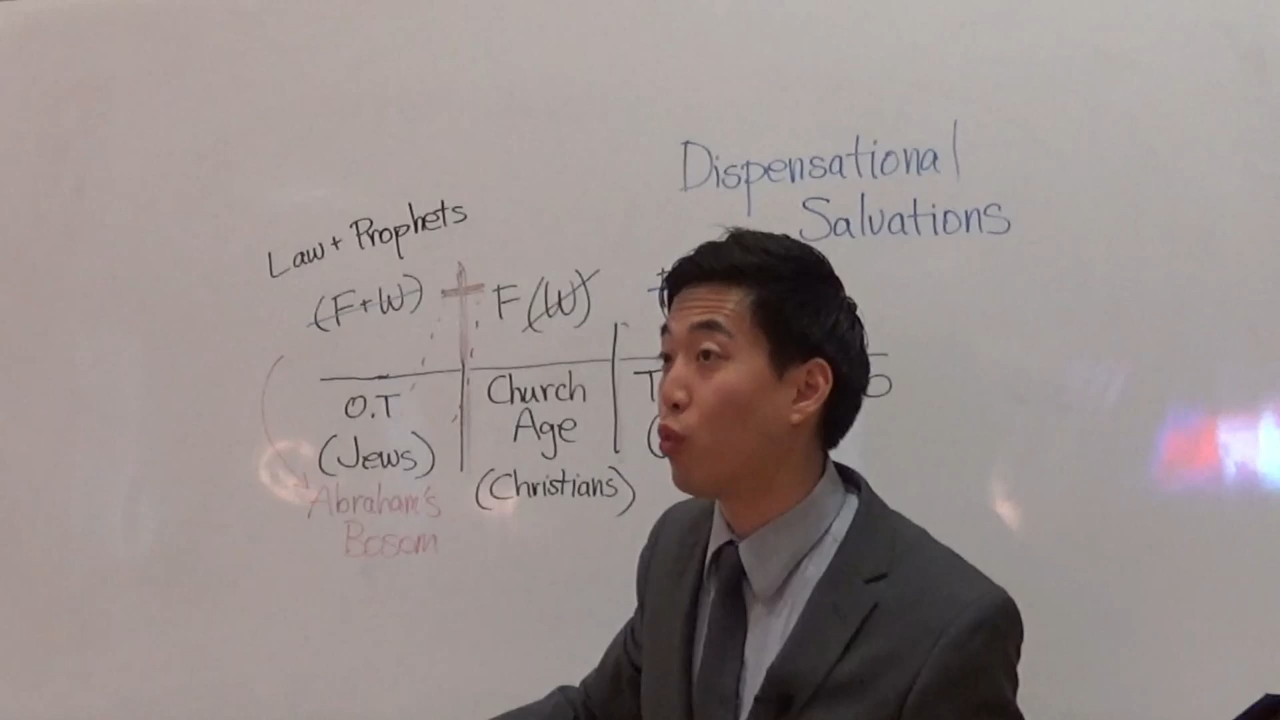 Dispensational
Salvations
Law + Prophets
(F+W)
F (W)
O.T
(Jews)
Abraham's
Bosom
Church
Age
(Christians)
T
(